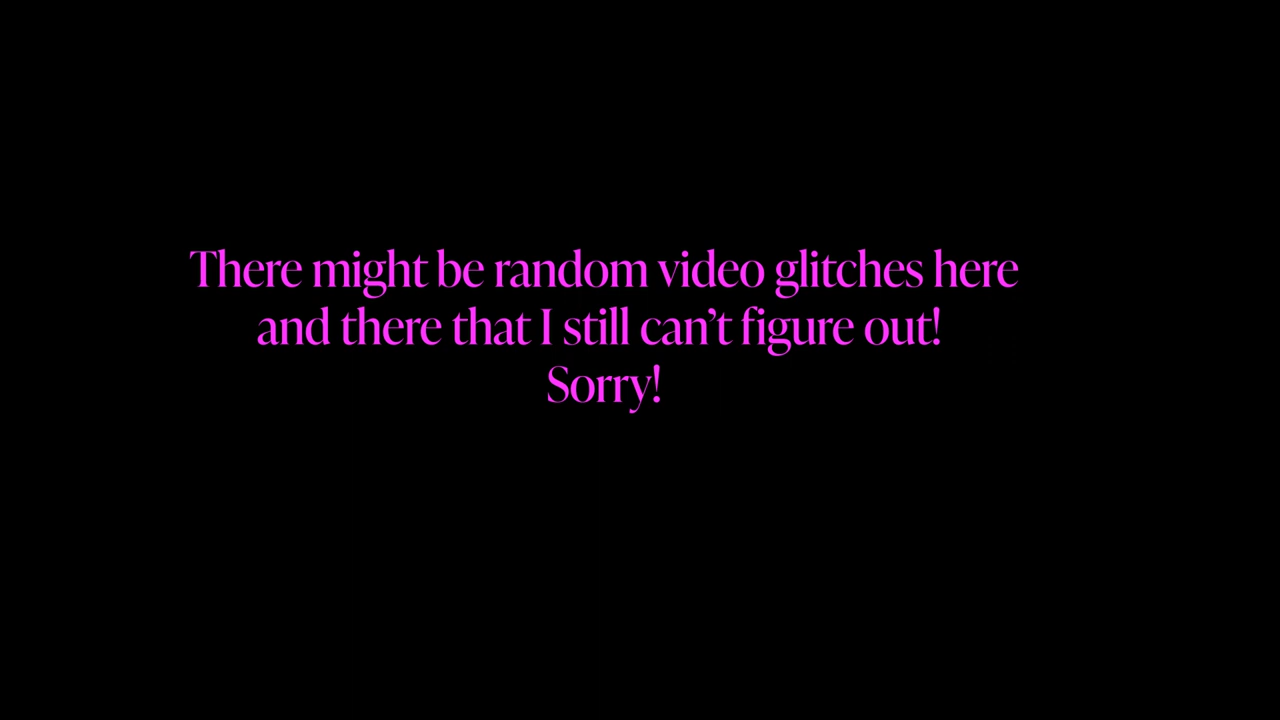 There might be random video glitches here
and there that I still can’t figure out!
Sorry!